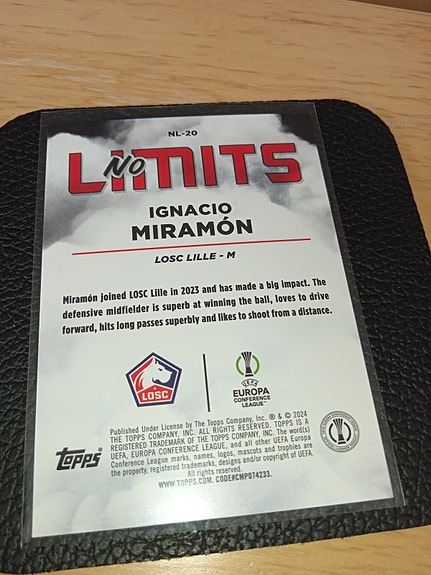 NL-20
NO LIMITS
IGNACIO
MIRAMÓN
LOSC LILLE - M
Miramón joined LOSC Lille in 2023 and has made a big impact. The
defensive midfielder is superb at winning the ball, loves to drive
forward, hits long passes superbly and likes to shoot from a distance.
LOSC
UEFA
EUROPA
CONFERENCE
LEAGUE™
topps®
Published Under License by The Topps Company, Inc. ® & © 2024
THE TOPPS COMPANY, INC. ALL RIGHTS RESERVED. TOPPS IS A
REGISTERED TRADEMARK OF THE TOPPS COMPANY, INC. The word(s)
UEFA, EUROPA CONFERENCE LEAGUE, and all other UEFA Europa
Conference League marks, names, logos, mascots and trophies are
the property, registered trademarks, designs and/or copyright of UEFA.
All rights reserved.
WWW.TOPPS.COM. CODE#CMP074233.